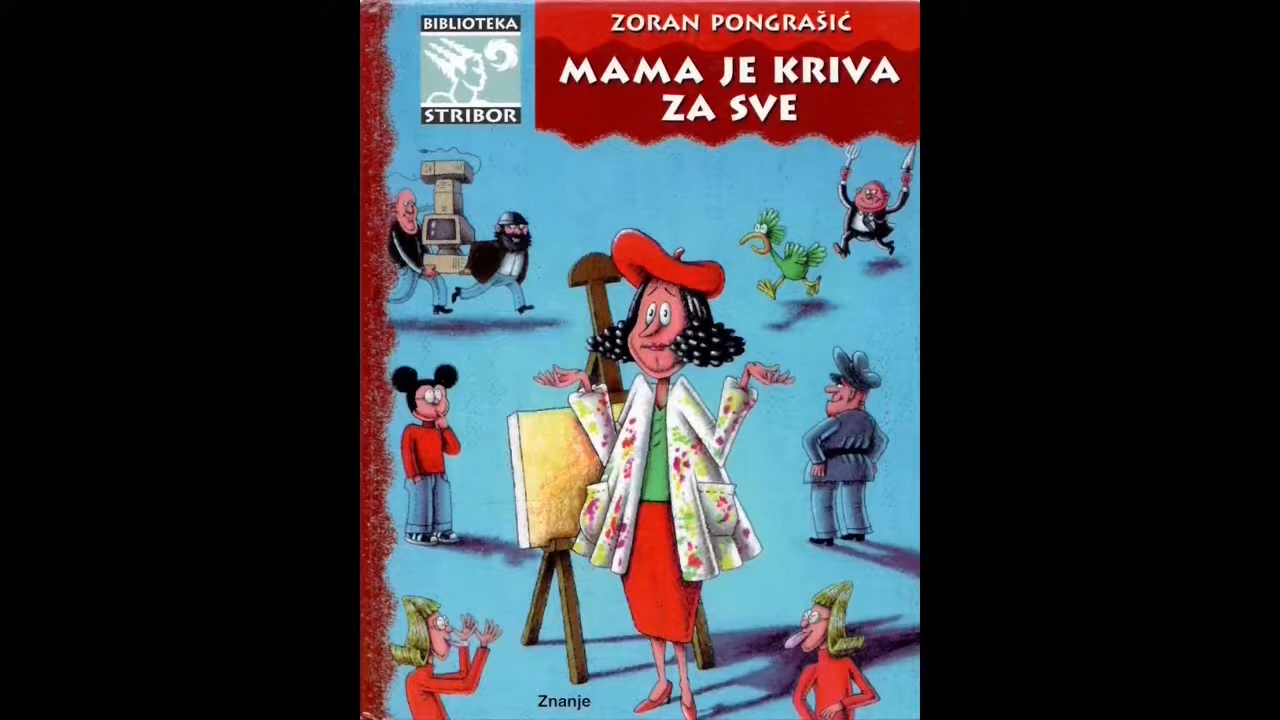 BIBLIOTEKA
STRIBOR
ZORAN PONGRAŠIĆ
MAMA JE KRIVA
ZA SVE
Znanje